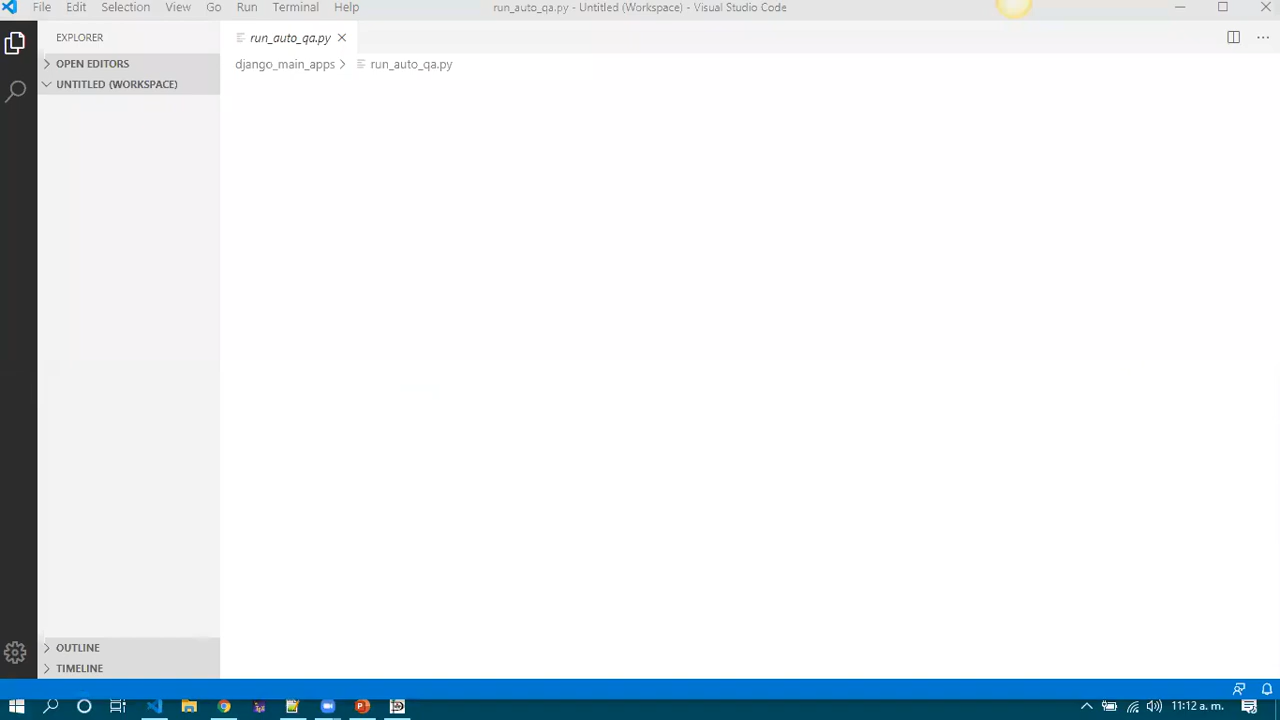 File Edit Selection View Go Run Terminal Help run_auto_qa.py - Untitled (Workspace) - Visual Studio Code
EXPLORER
run_auto_qa.py
OPEN EDITORS
UNTITLED (WORKSPACE)
django_main_apps > run_auto_qa.py
OUTLINE
TIMELINE
11:12 a. m.